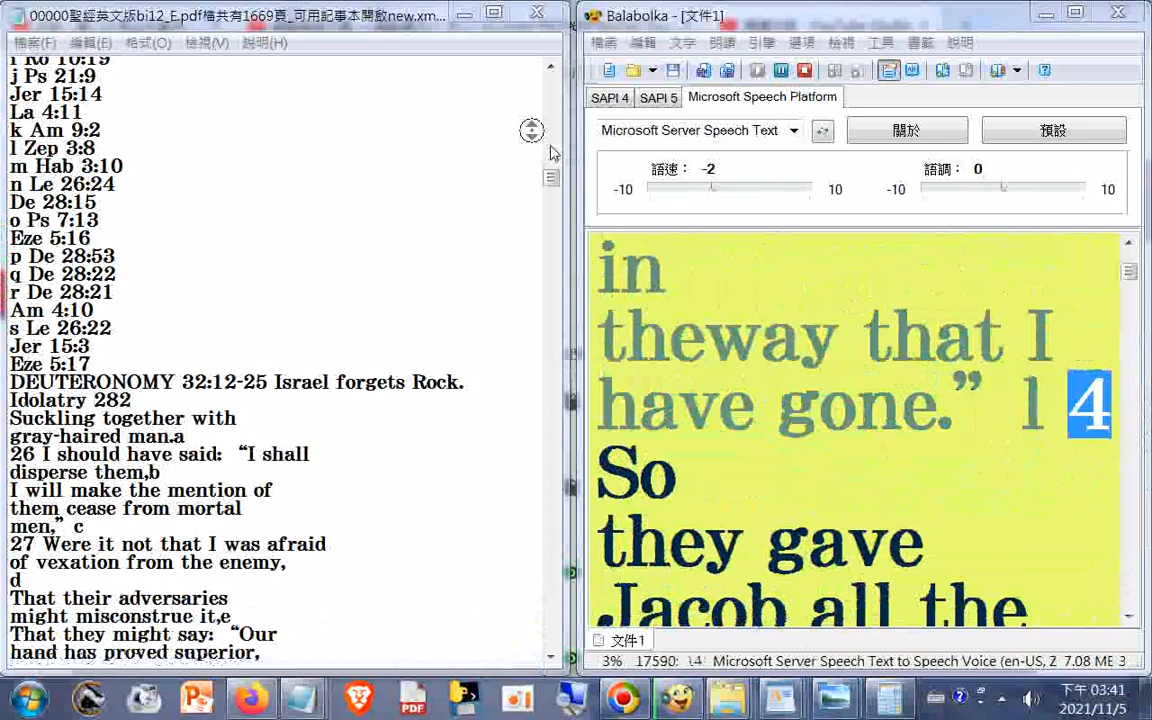 00000聖經英文版bi12_E.pdf檔共有1669頁_可用記事本開啟new.xm...
檔案(F) 編輯(E) 格式(O) 檢視(V) 說明(H)
i Ro 10:19
j Ps 21:9
Jer 15:14
La 4:11
k Am 9:2
l Zep 3:8
m Hab 3:10
n Le 26:24
De 28:15
o Ps 7:13
Eze 5:16
p De 28:53
q De 28:22
r De 28:21
Am 4:10
s Le 26:22
Jer 15:3
Eze 5:17
DEUTERONOMY 32:12-25 Israel forgets Rock.
Idolatry 282
Suckling together with
gray-haired man.a
26 I should have said: “I shall
disperse them,b
I will make the mention of
them cease from mortal
men,” c
27 Were it not that I was afraid
of vexation from the enemy,
d
That their adversaries
might misconstrue it,e
That they might say: “Our
hand has proved superior,
Balabolka - [文件1]
檔案 編輯 文字 朗讀 引擎 選項 檢視 工具 書籤 說明
SAPI 4 SAPI 5 Microsoft Speech Platform
Microsoft Server Speech Text 關於 預設
語速： -2 語調： 0
-10 10 -10 10
in
theway that I
have gone.” l 4
So
they gave
Jacob all the
文件1
3% 17590: 14 Microsoft Server Speech Text to Speech Voice (en-US, Z 7.08 MB 3
PDF
下午 03:41
2021/11/5